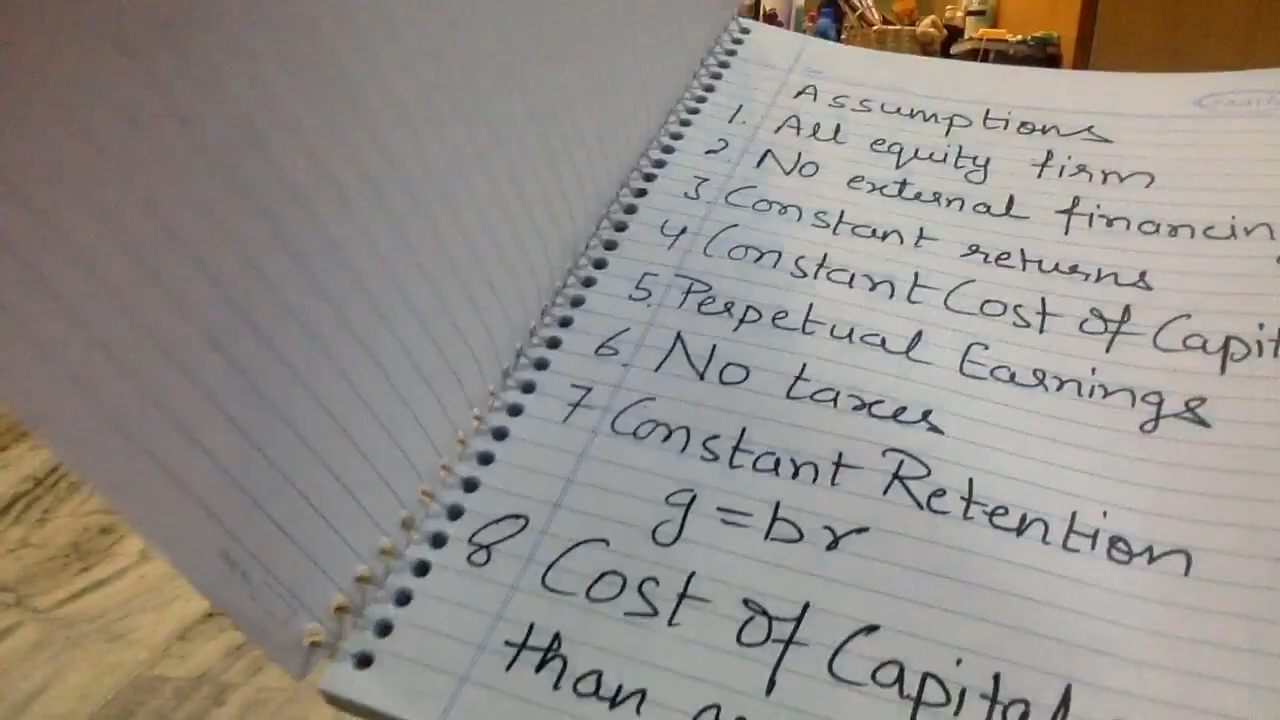 Assumptions
1. All equity firm
2. No external financin
3. Constant returns
4 Constant Cost of Capit
5. Perpetual Earnings
6. No taxes
7 Constant Retention
g = br
8 Cost of Capital
than